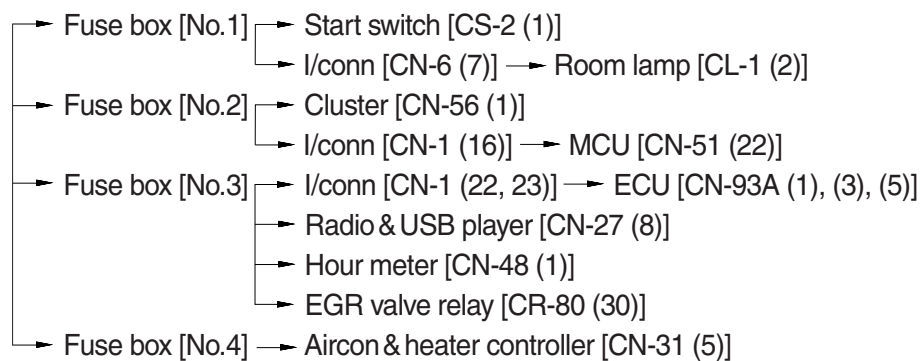 Fuse box [No.1] Start switch [CS-2 (1)]
I/conn [CN-6 (7)] Room lamp [CL-1 (2)]
Fuse box [No.2] Cluster [CN-56 (1)]
I/conn [CN-1 (16)] MCU [CN-51 (22)]
Fuse box [No.3] I/conn [CN-1 (22, 23)] ECU [CN-93A (1), (3), (5)]
Radio & USB player [CN-27 (8)]
Hour meter [CN-48 (1)]
EGR valve relay [CR-80 (30)]
Fuse box [No.4] Aircon & heater controller [CN-31 (5)]